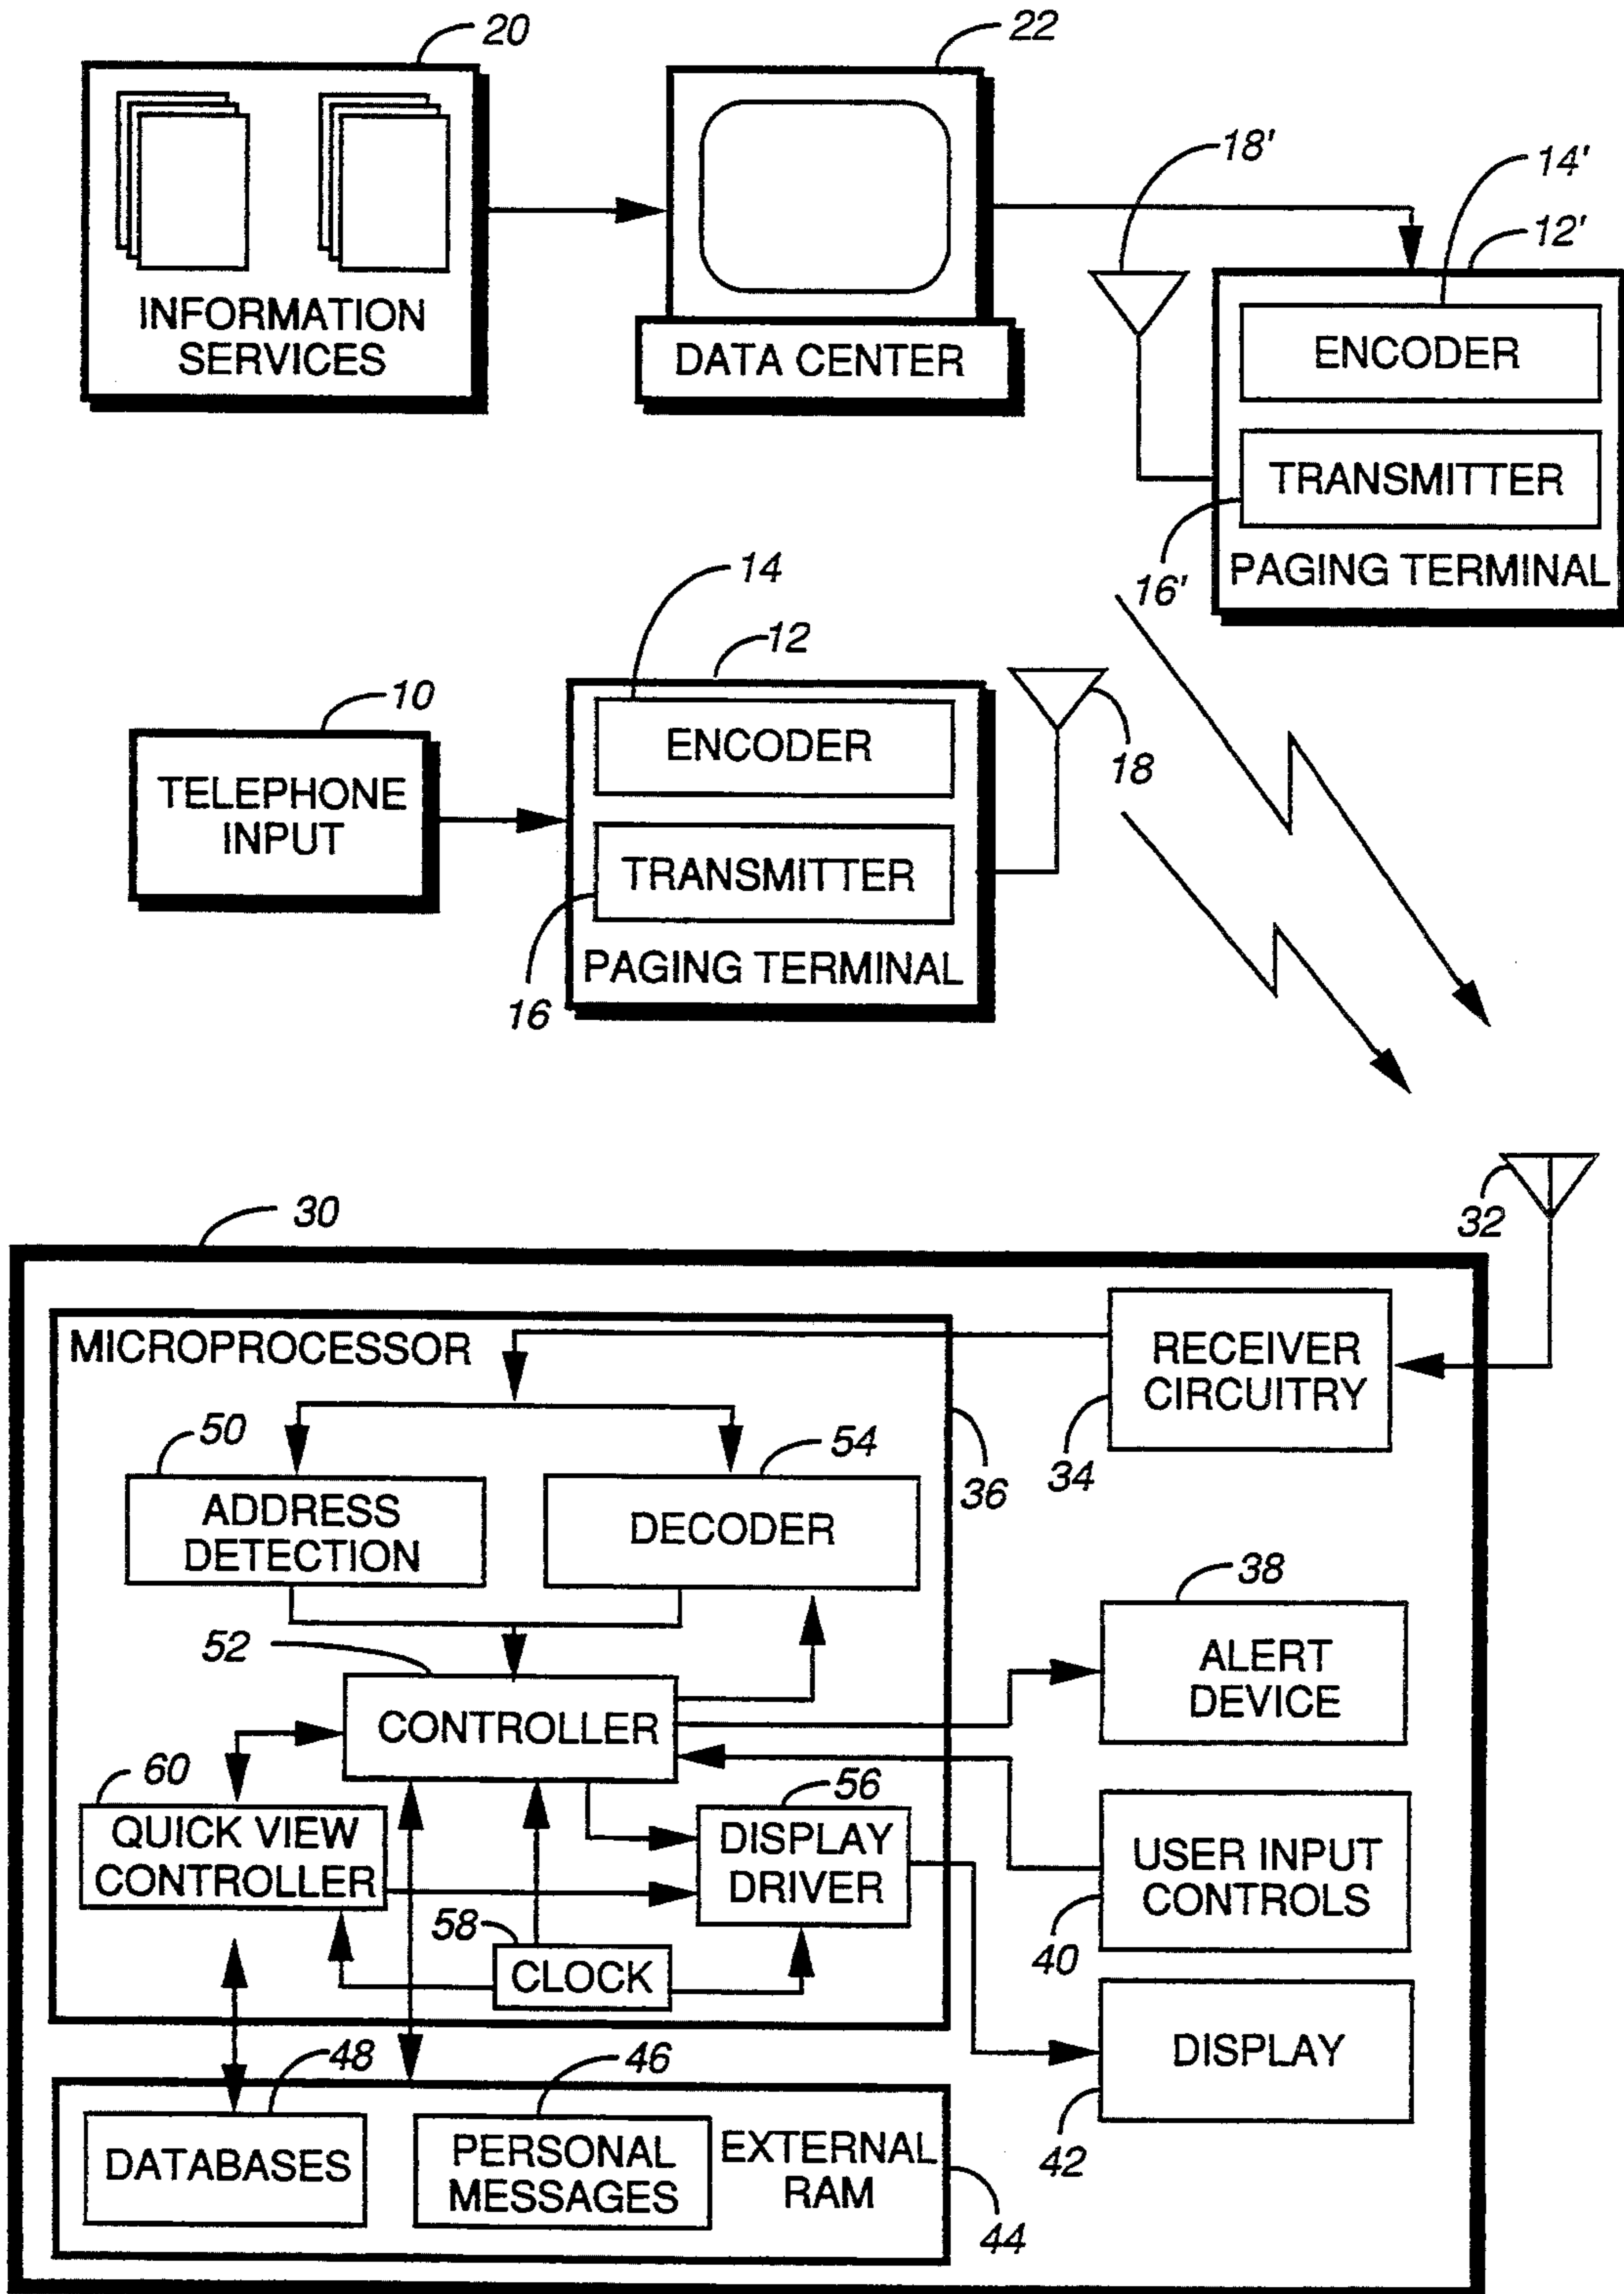 20
22
18'
14'
12'
INFORMATION
SERVICES
DATA CENTER
ENCODER
TRANSMITTER
16'
PAGING TERMINAL
14
12
10
18
TELEPHONE
INPUT
ENCODER
TRANSMITTER
16
PAGING TERMINAL
30
32
MICROPROCESSOR
RECEIVER
CIRCUITRY
34
36
50
54
ADDRESS
DETECTION
DECODER
38
ALERT
DEVICE
52
CONTROLLER
60
QUICK VIEW
CONTROLLER
56
DISPLAY
DRIVER
USER INPUT
CONTROLS
40
58
CLOCK
DISPLAY
42
48
46
DATABASES
PERSONAL
MESSAGES
EXTERNAL
RAM
44